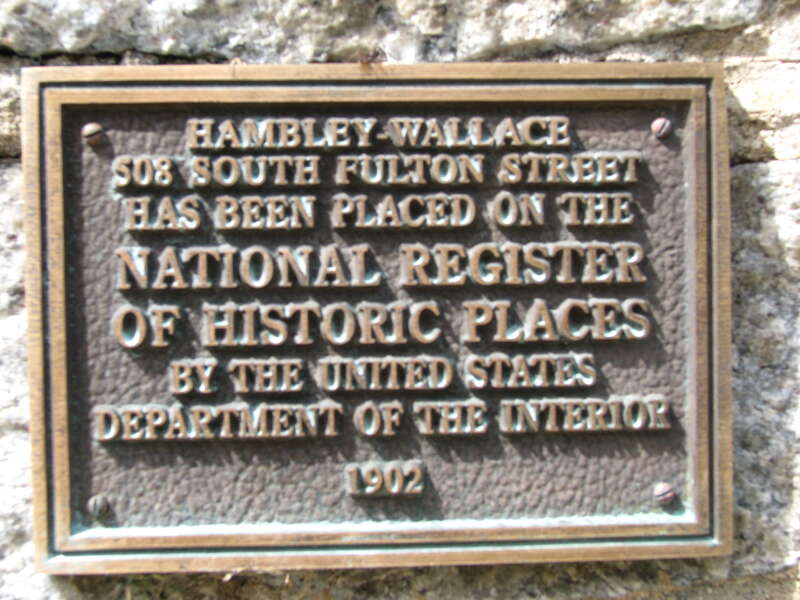 HAMBLEY-WALLACE
508 SOUTH FULTON STREET
HAS BEEN PLACED ON THE
NATIONAL REGISTER
OF HISTORIC PLACES
BY THE UNITED STATES
DEPARTMENT OF THE INTERIOR
1902